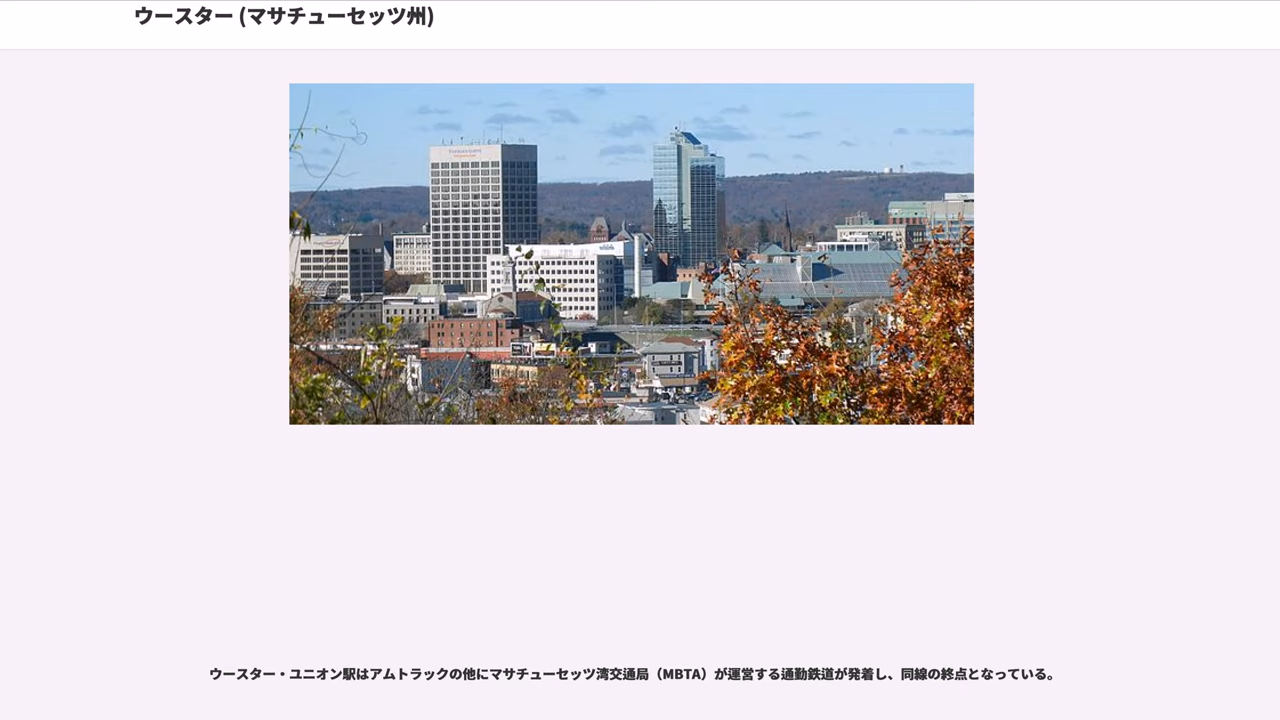 ウースター (マサチューセッツ州)
ウースター・ユニオン駅はアムトラックの他にマサチューセッツ湾交通局（MBTA）が運営する通勤鉄道が発着し、同線の終点となっている。